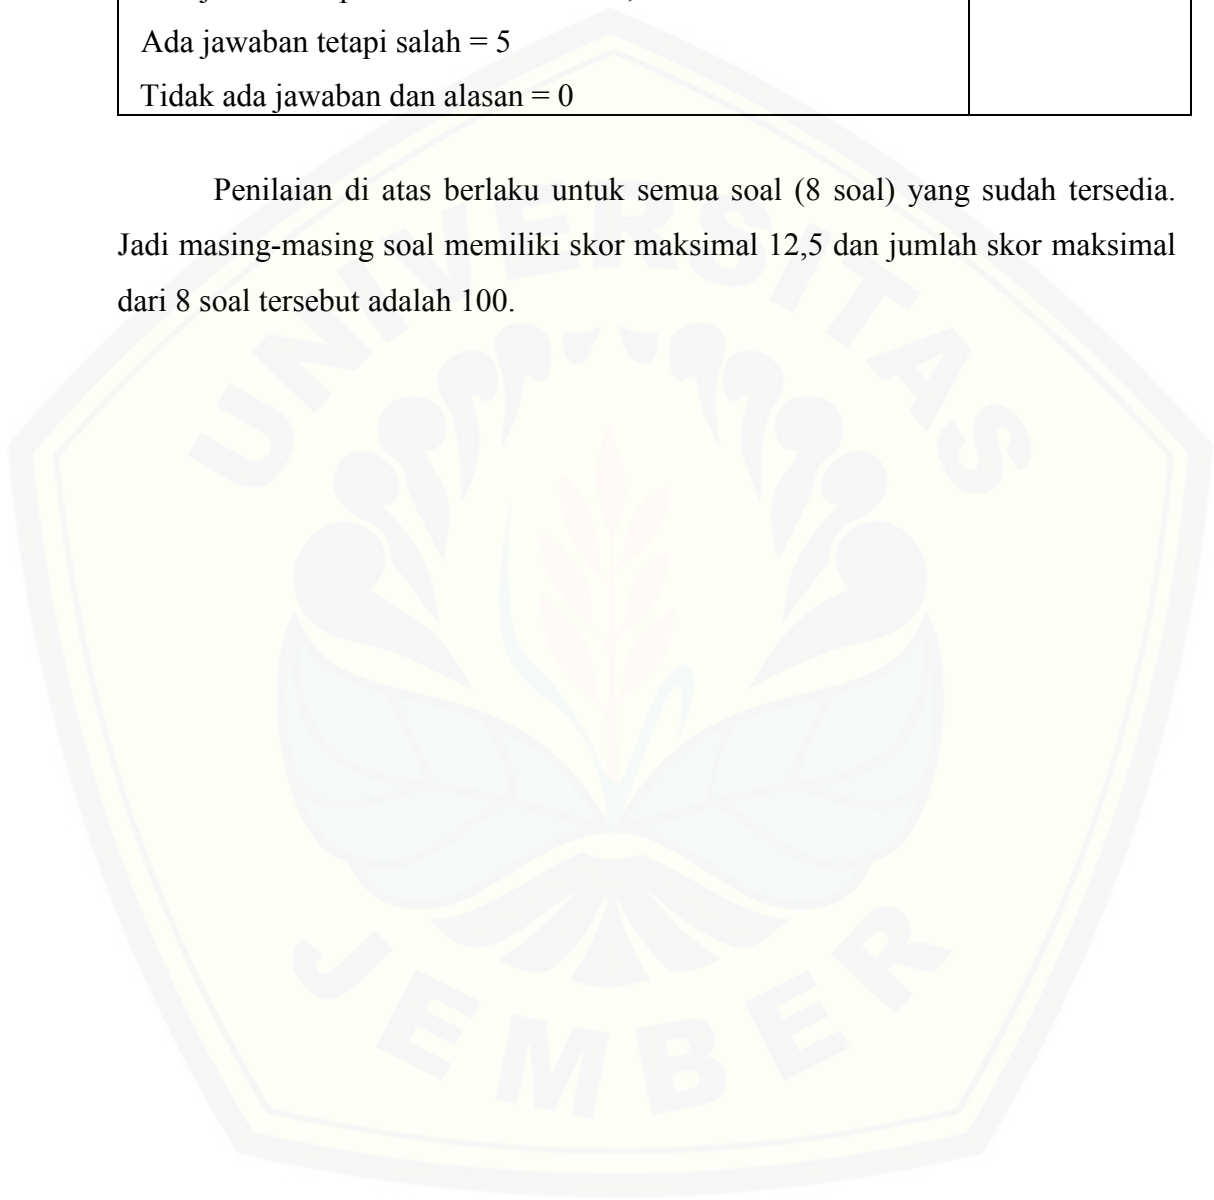 Ada jawaban tetapi salah = 5
Tidak ada jawaban dan alasan = 0
Penilaian di atas berlaku untuk semua soal (8 soal) yang sudah tersedia.
Jadi masing-masing soal memiliki skor maksimal 12,5 dan jumlah skor maksimal
dari 8 soal tersebut adalah 100.
UNIVERSITAS
JEMBER